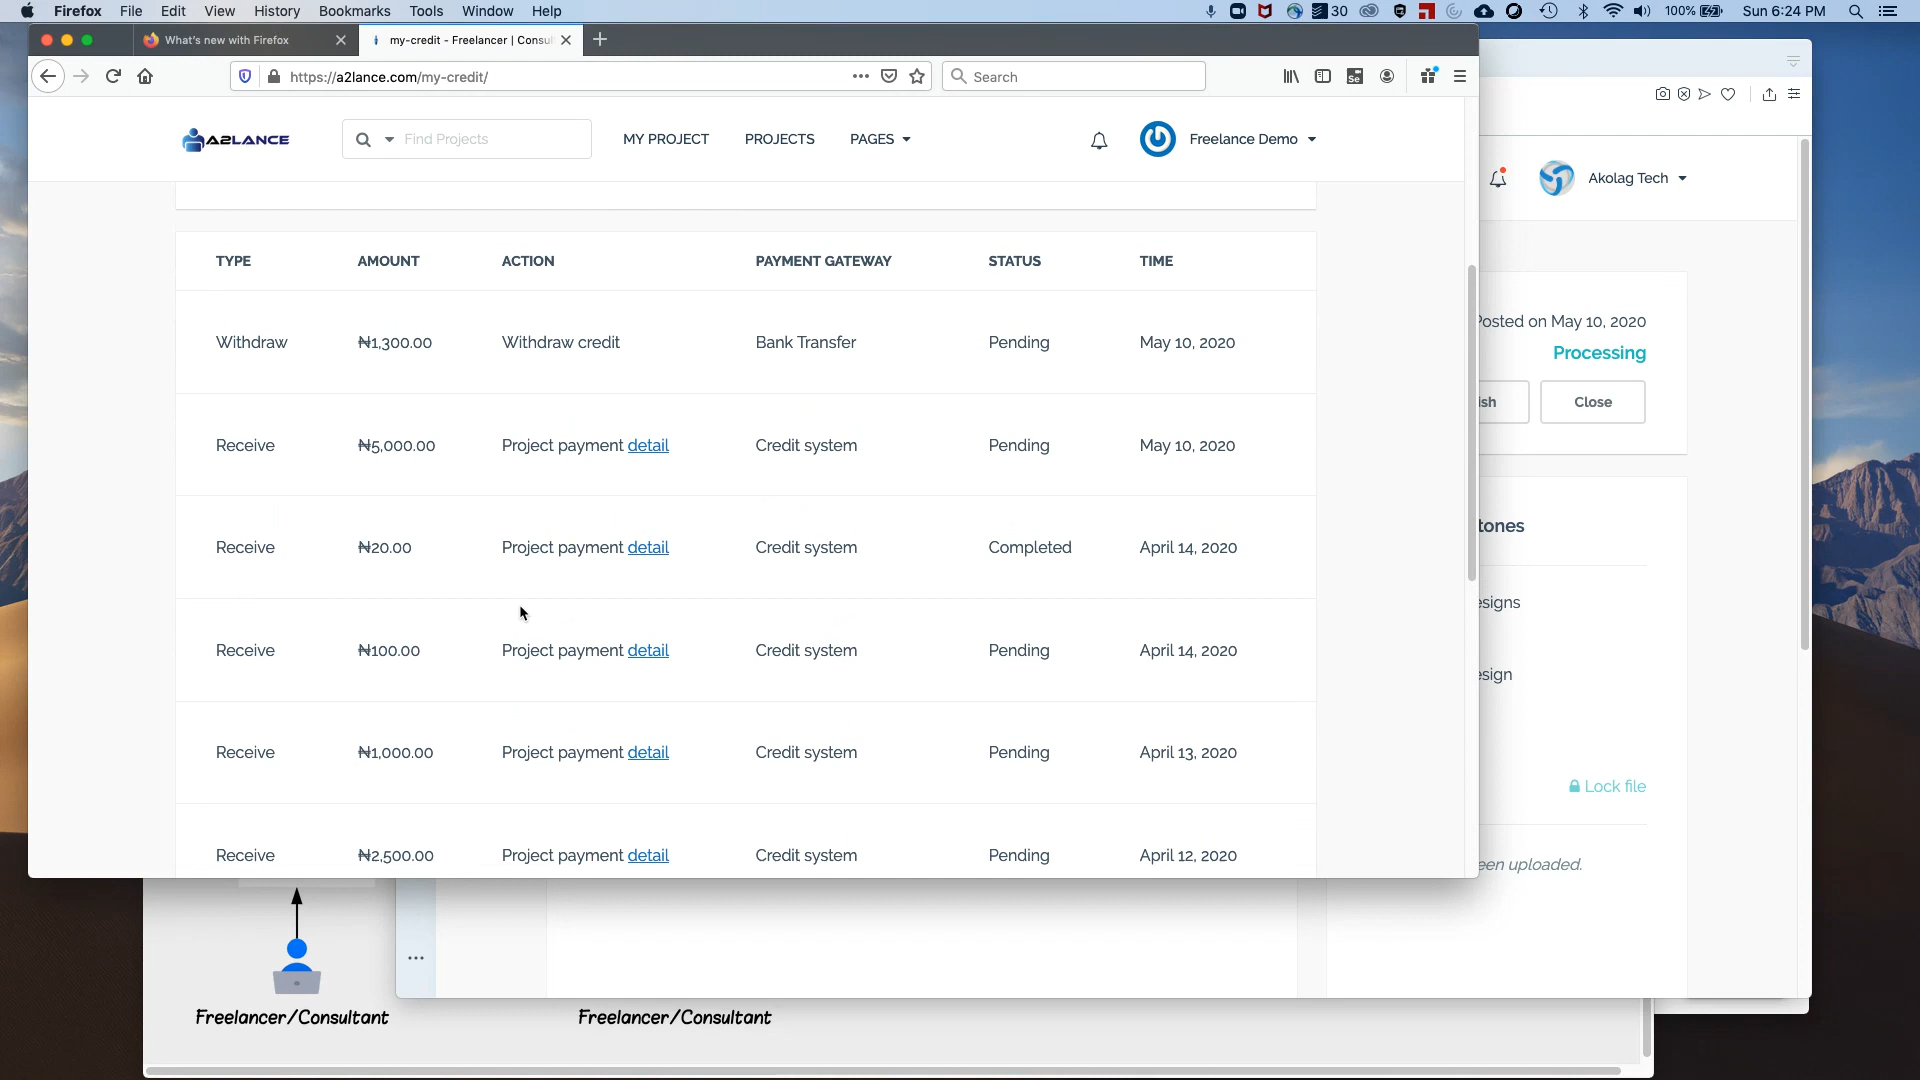 Firefox File Edit View History Bookmarks Tools Window Help 30 100% Sun 6:24 PM
What's new with Firefox
my-credit - Freelancer | Consul
https://a2lance.com/my-credit/
Search
A2LANCE
Find Projects
MY PROJECT PROJECTS PAGES
Freelance Demo
Akolag Tech
TYPE AMOUNT ACTION PAYMENT GATEWAY STATUS TIME
Withdraw ₦1,300.00 Withdraw credit Bank Transfer Pending May 10, 2020
Receive ₦5,000.00 Project payment detail Credit system Pending May 10, 2020
Receive ₦20.00 Project payment detail Credit system Completed April 14, 2020
Receive ₦100.00 Project payment detail Credit system Pending April 14, 2020
Receive ₦1,000.00 Project payment detail Credit system Pending April 13, 2020
Receive ₦2,500.00 Project payment detail Credit system Pending April 12, 2020
Posted on May 10, 2020
Processing
ish Close
tones
esigns
esign
Lock file
een uploaded.
Freelancer/Consultant Freelancer/Consultant